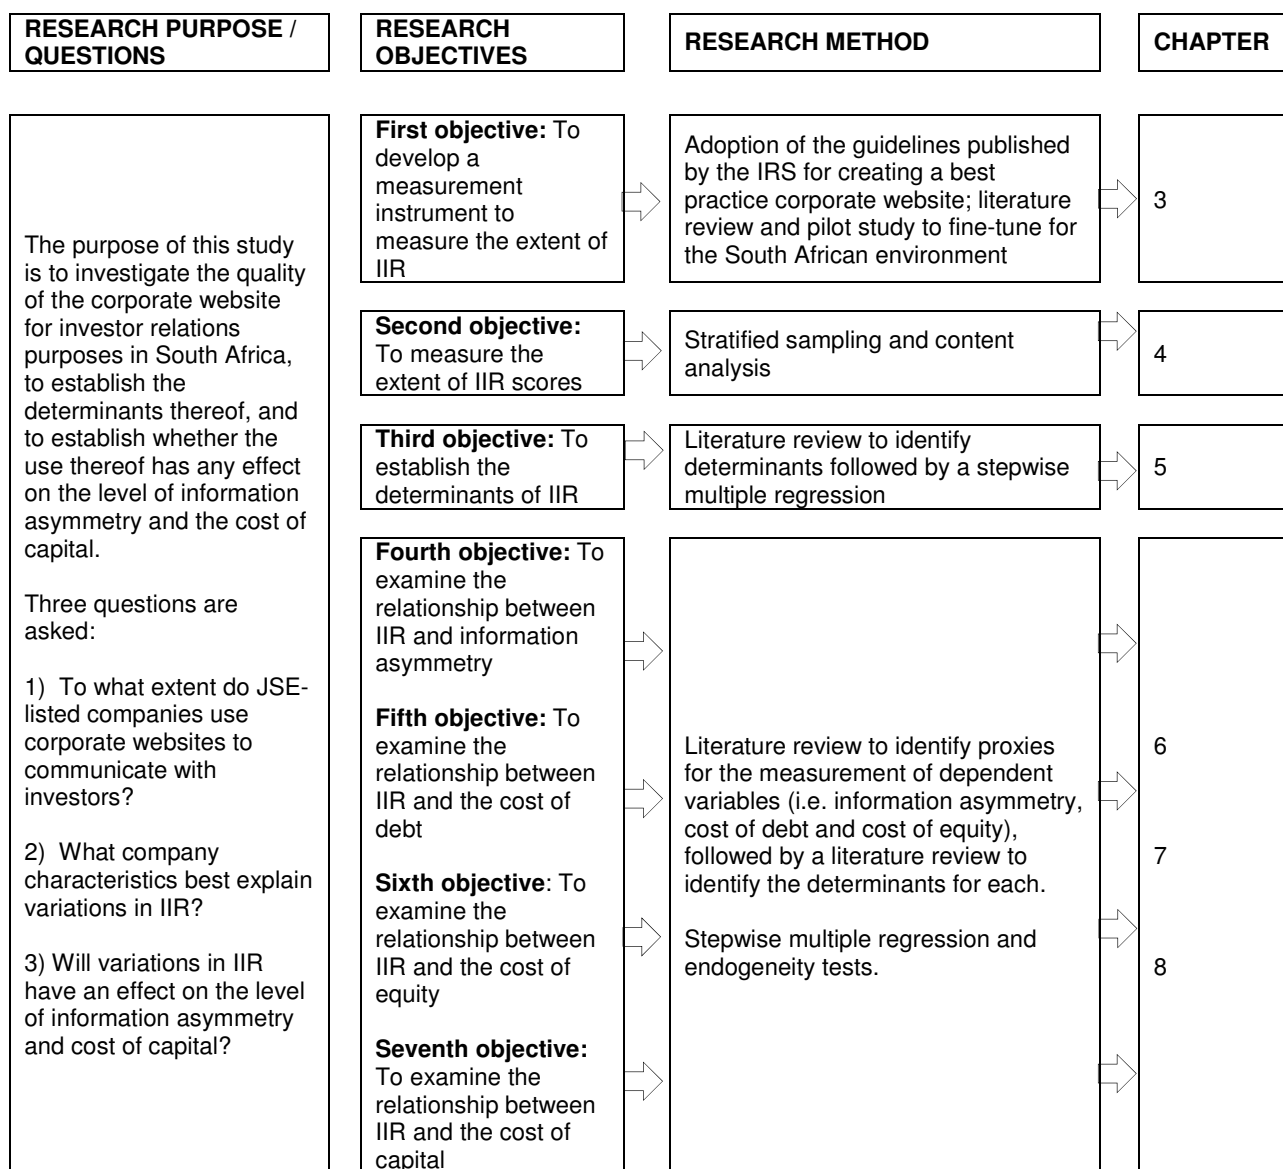 RESEARCH PURPOSE /
QUESTIONS
RESEARCH
OBJECTIVES
RESEARCH METHOD
CHAPTER
The purpose of this study
is to investigate the quality
of the corporate website
for investor relations
purposes in South Africa,
to establish the
determinants thereof, and
to establish whether the
use thereof has any effect
on the level of information
asymmetry and the cost of
capital.
Three questions are
asked:
1) To what extent do JSE-
listed companies use
corporate websites to
communicate with
investors?
2) What company
characteristics best explain
variations in IIR?
3) Will variations in IIR
have an effect on the level
of information asymmetry
and cost of capital?
First objective: To
develop a
measurement
instrument to
measure the extent of
IIR
Adoption of the guidelines published
by the IRS for creating a best
practice corporate website; literature
review and pilot study to fine-tune for
the South African environment
3
Second objective:
To measure the
extent of IIR scores
Stratified sampling and content
analysis
4
Third objective: To
establish the
determinants of IIR
Literature review to identify
determinants followed by a stepwise
multiple regression
5
Fourth objective: To
examine the
relationship between
IIR and information
asymmetry
Fifth objective: To
examine the
relationship between
IIR and the cost of
debt
Sixth objective: To
examine the
relationship between
IIR and the cost of
equity
Seventh objective:
To examine the
relationship between
IIR and the cost of
capital
Literature review to identify proxies
for the measurement of dependent
variables (i.e. information asymmetry,
cost of debt and cost of equity),
followed by a literature review to
identify the determinants for each.
Stepwise multiple regression and
endogeneity tests.
6
7
8